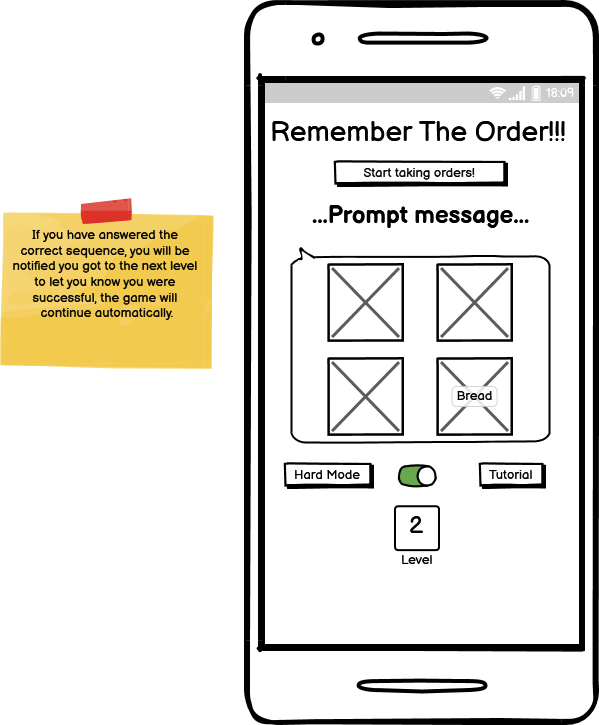 18:09
Remember The Order!!!
Start taking orders!
...Prompt message...
If you have answered the
correct sequence, you will be
notified you got to the next level
to let you know you were
successful, the game will
continue automatically.
Bread
Hard Mode
Tutorial
2
Level